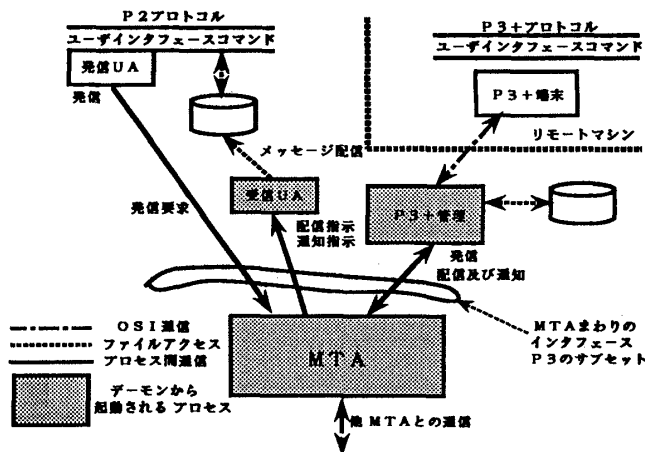 P2プロトコル
ユーザインタフェースコマンド
発信UA
発信
メッセージ配信
受信UA
発信要求
配信指示
通知指示
P3+プロトコル
ユーザインタフェースコマンド
P3+端末
リモートマシン
P3+管理
発信
配信及び通知
MTA
MTAまわりの
インタフェース
P3のサブセット
OSI通信
ファイルアクセス
プロセス間通信
デーモンから
起動されるプロセス
他MTAとの通信